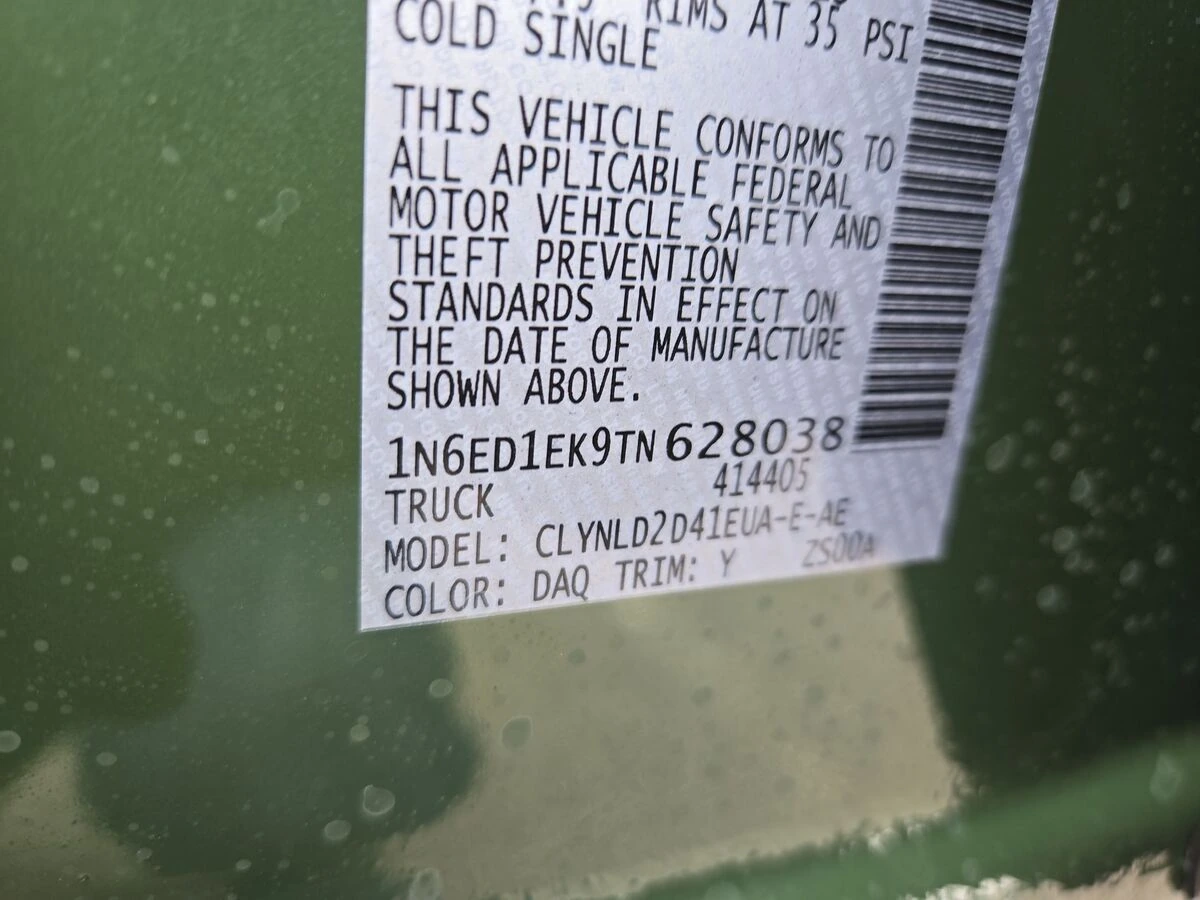 RIMS AT 35 PSI
COLD SINGLE
THIS VEHICLE CONFORMS TO
ALL APPLICABLE FEDERAL
MOTOR VEHICLE SAFETY AND
THEFT PREVENTION
STANDARDS IN EFFECT ON
THE DATE OF MANUFACTURE
SHOWN ABOVE.
1N6ED1EK9TN628038
TRUCK 414405
MODEL: CLYNLD2D41EUA-E-AE
COLOR: DAQ TRIM: Y ZS00A